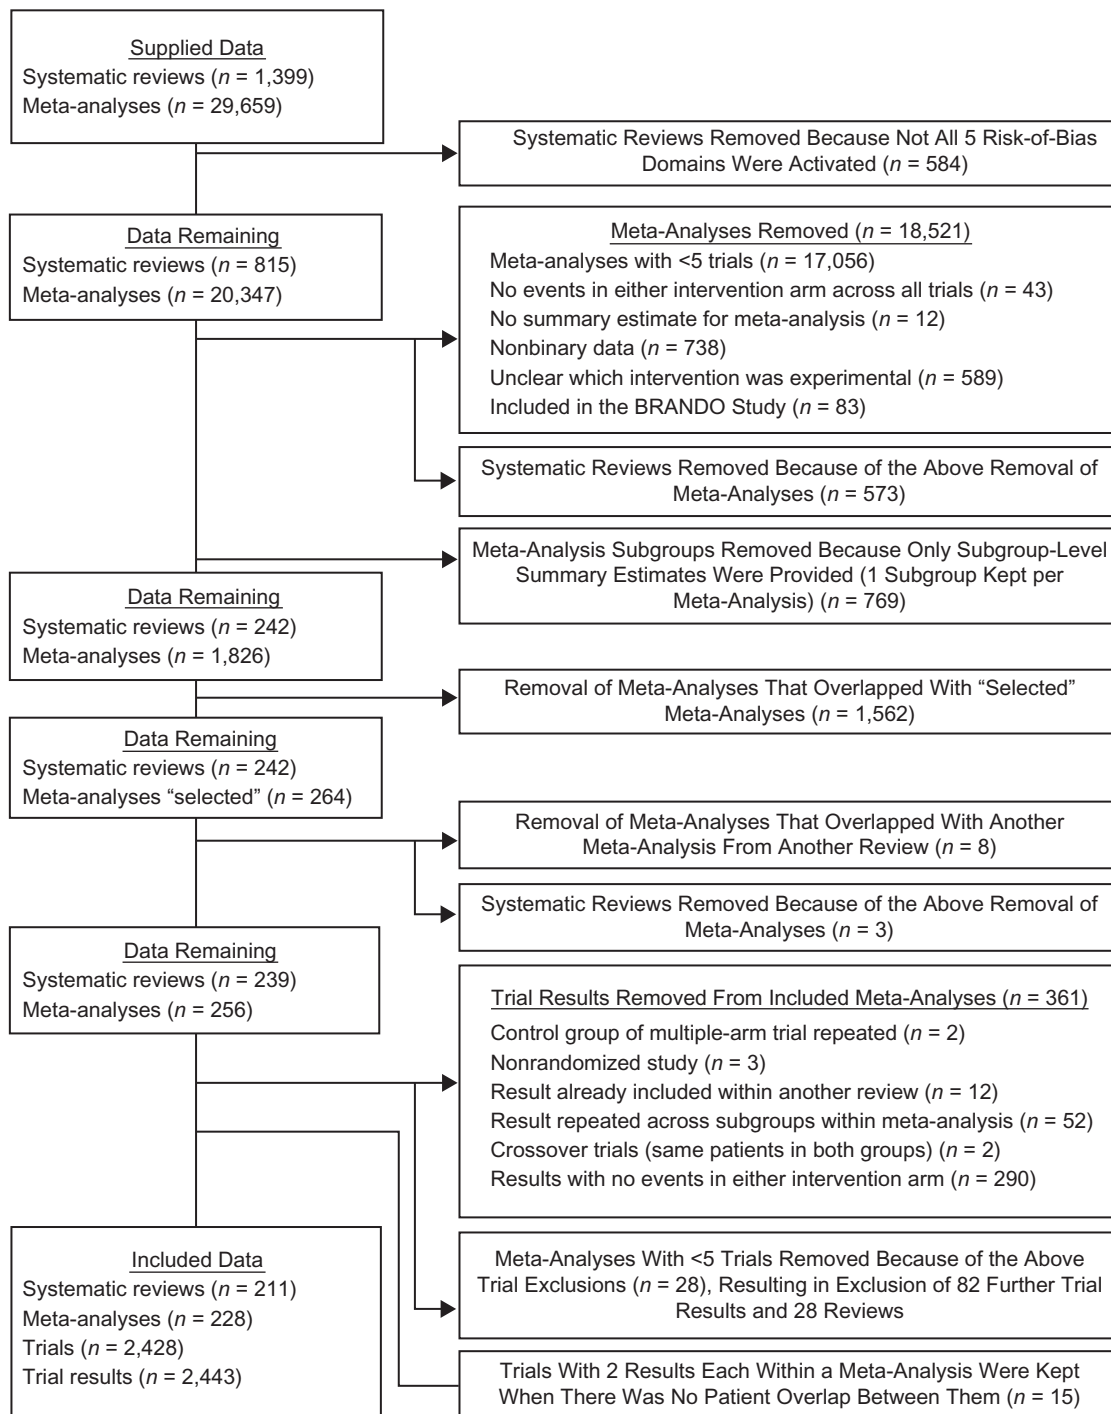 Supplied Data
Systematic reviews (n = 1,399)
Meta-analyses (n = 29,659)
Systematic Reviews Removed Because Not All 5 Risk-of-Bias
Domains Were Activated (n = 584)
Data Remaining
Systematic reviews (n = 815)
Meta-analyses (n = 20,347)
Meta-Analyses Removed (n = 18,521)
Meta-analyses with <5 trials (n = 17,056)
No events in either intervention arm across all trials (n = 43)
No summary estimate for meta-analysis (n = 12)
Nonbinary data (n = 738)
Unclear which intervention was experimental (n = 589)
Included in the BRANDO Study (n = 83)
Systematic Reviews Removed Because of the Above Removal of
Meta-Analyses (n = 573)
Meta-Analysis Subgroups Removed Because Only Subgroup-Level
Summary Estimates Were Provided (1 Subgroup Kept per
Meta-Analysis) (n = 769)
Data Remaining
Systematic reviews (n = 242)
Meta-analyses (n = 1,826)
Removal of Meta-Analyses That Overlapped With “Selected”
Meta-Analyses (n = 1,562)
Data Remaining
Systematic reviews (n = 242)
Meta-analyses “selected” (n = 264)
Removal of Meta-Analyses That Overlapped With Another
Meta-Analysis From Another Review (n = 8)
Systematic Reviews Removed Because of the Above Removal of
Meta-Analyses (n = 3)
Data Remaining
Systematic reviews (n = 239)
Meta-analyses (n = 256)
Trial Results Removed From Included Meta-Analyses (n = 361)
Control group of multiple-arm trial repeated (n = 2)
Nonrandomized study (n = 3)
Result already included within another review (n = 12)
Result repeated across subgroups within meta-analysis (n = 52)
Crossover trials (same patients in both groups) (n = 2)
Results with no events in either intervention arm (n = 290)
Included Data
Systematic reviews (n = 211)
Meta-analyses (n = 228)
Trials (n = 2,428)
Trial results (n = 2,443)
Meta-Analyses With <5 Trials Removed Because of the Above
Trial Exclusions (n = 28), Resulting in Exclusion of 82 Further Trial
Results and 28 Reviews
Trials With 2 Results Each Within a Meta-Analysis Were Kept
When There Was No Patient Overlap Between Them (n = 15)